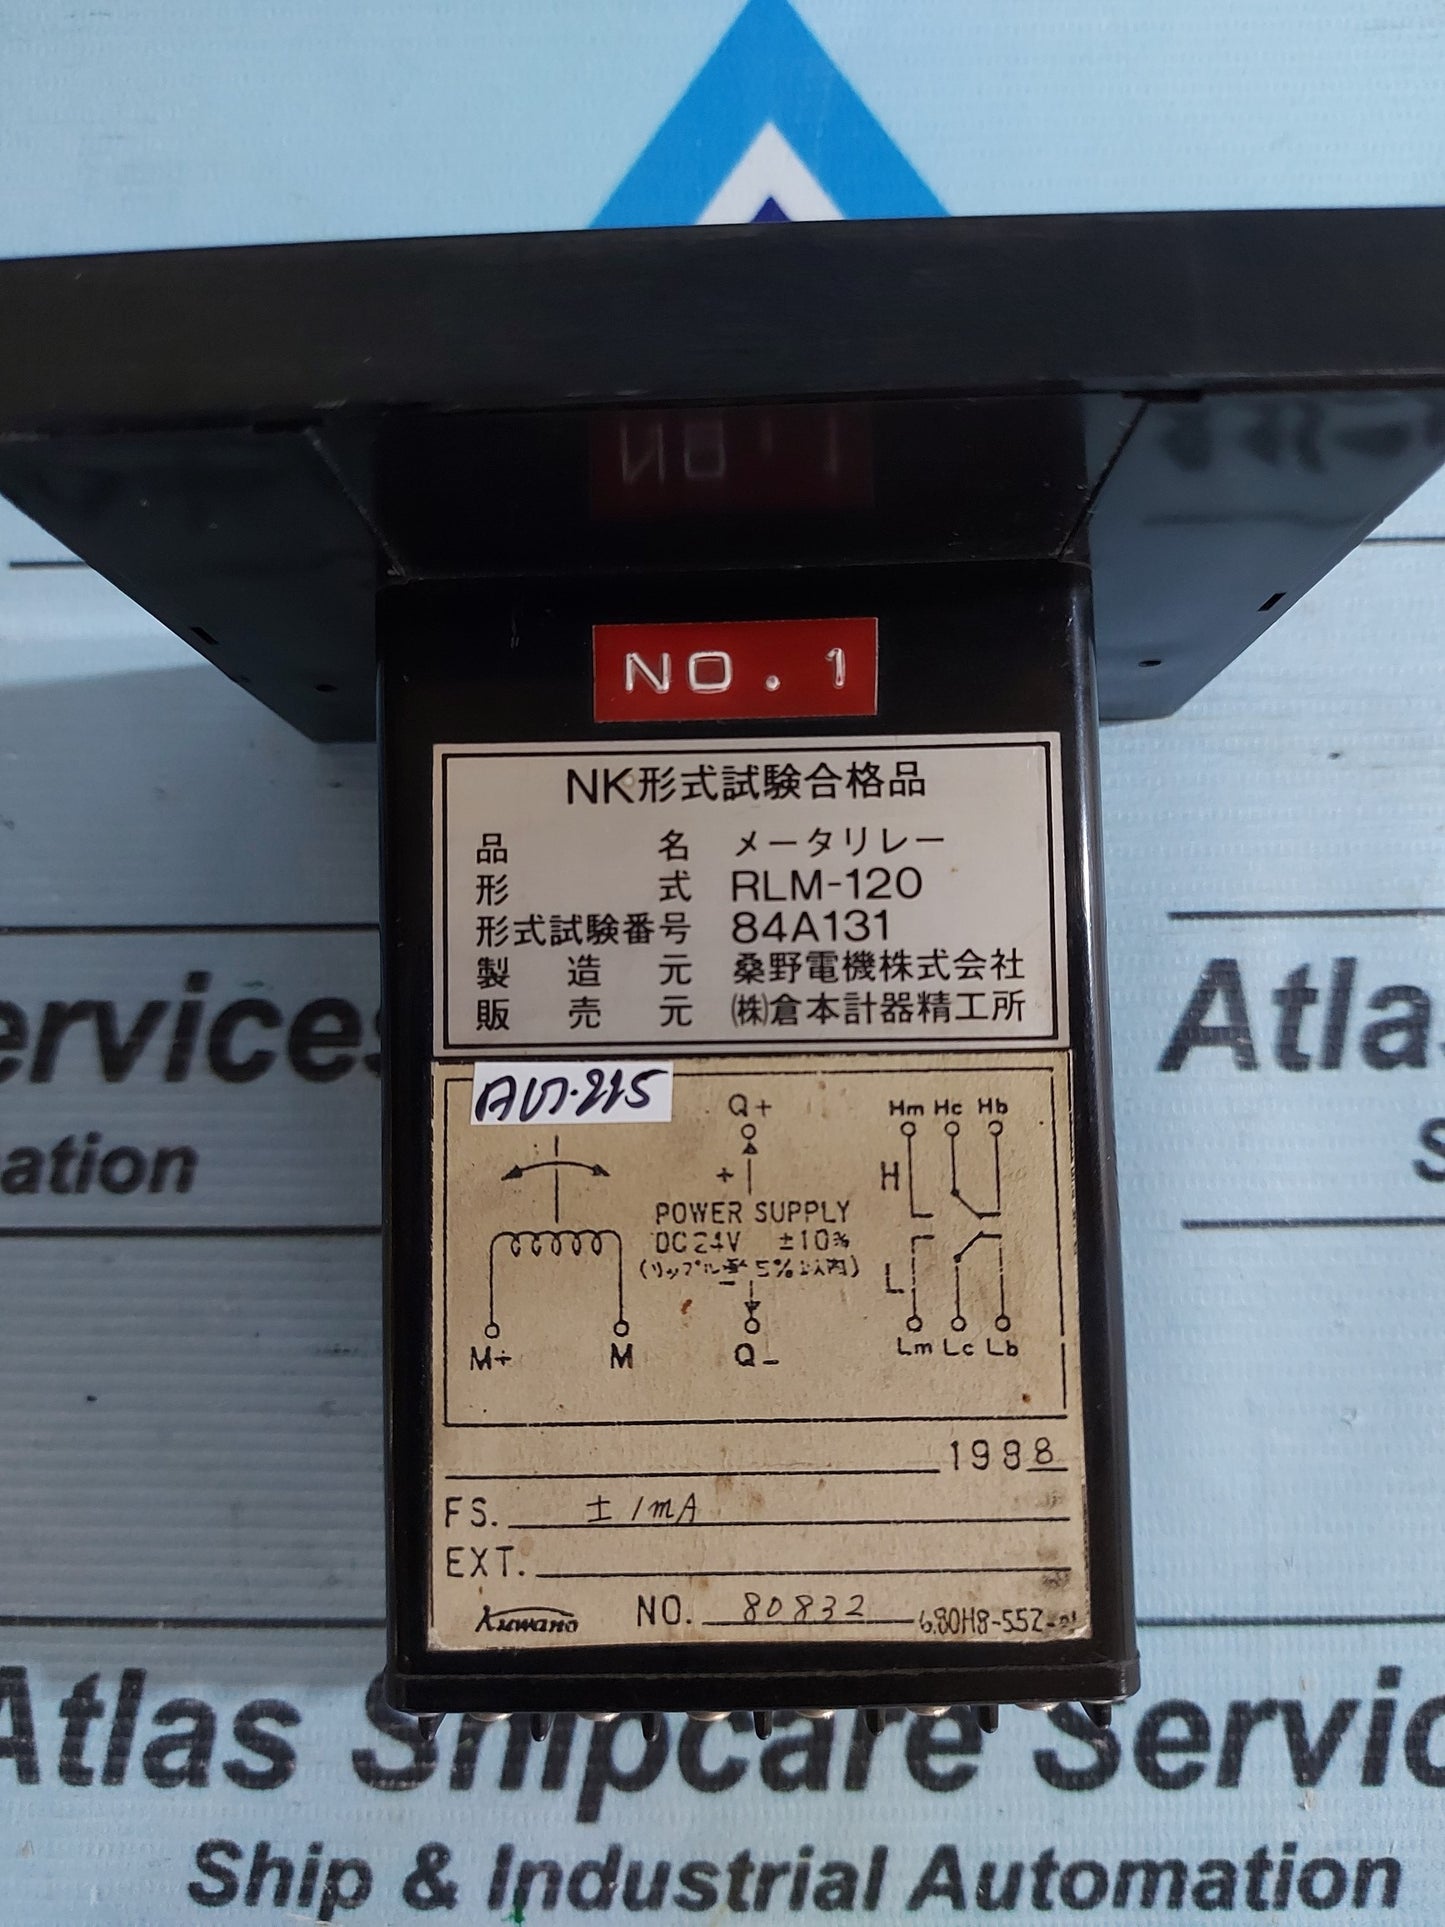 NO.1
NK形式試験合格品
品名 メータリレー
形式 RLM-120
形式試験番号 84A131
製造元 桑野電機株式会社
販売元 ㈱倉本計器精工所
Q+
Hm Hc Hb
+
H
POWER SUPPLY
DC24V ±10%
5%以内)
L
−
M+ M
Q−
Lm Lc Lb
1988
FS. ±1mA
EXT.
Kuwano NO. 80832
ervices
Atlas
ation
S
Atlas Shipcare Servic
Ship & Industrial Automation